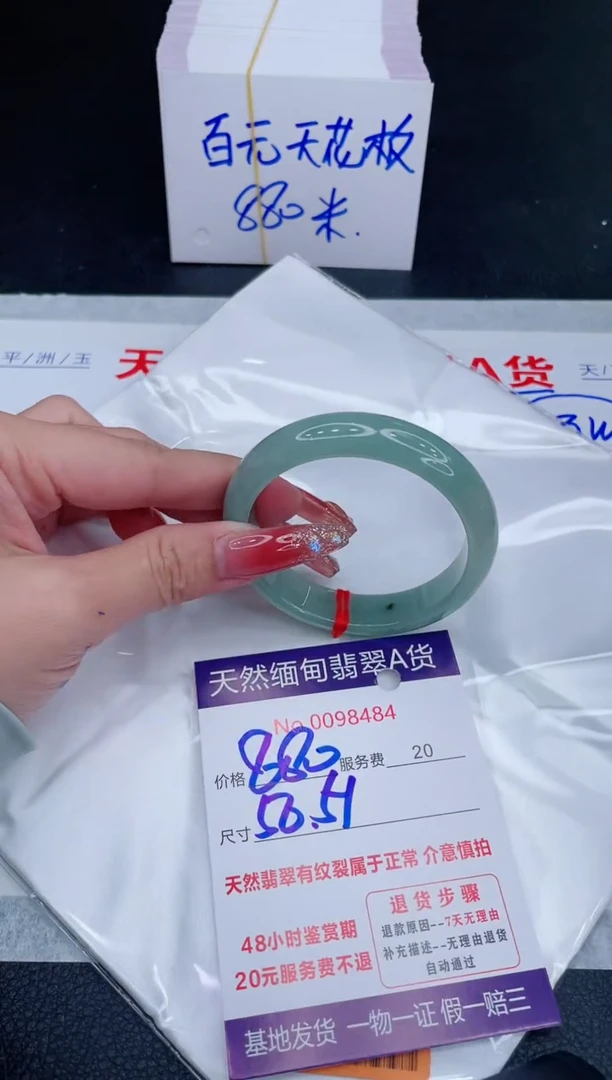 百元天花板
880米.
平/洲/玉
天
A货
天/
3W
天然缅甸翡翠A货
No.0098484
价格 880 服务费 20
尺寸
天然翡翠有纹裂属于正常 介意慎拍
48小时鉴赏期
20元服务费不退
退货步骤
退款原因--7天无理由
补充描述--无理由退货
自动通过
基地发货 一物一证 假一赔三